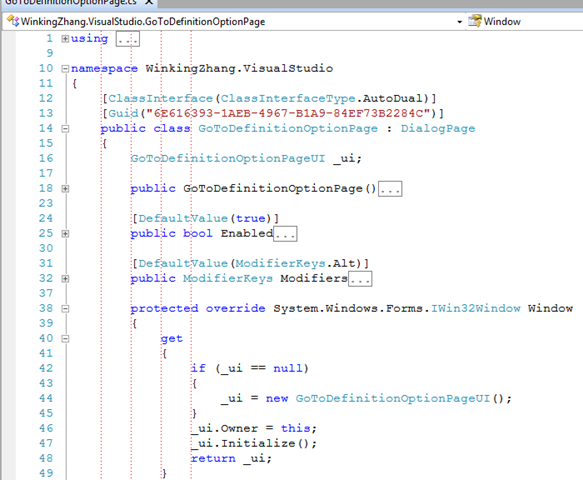 GoToDefinitionOptionPage.cs ×
WinkingZhang.VisualStudio.GoToDefinitionOptionPage Window
1 using ...
9
10 namespace WinkingZhang.VisualStudio
11 {
12 [ClassInterface(ClassInterfaceType.AutoDual)]
13 [Guid("6E616393-1AEB-4967-B1A9-84EF73B2284C")]
14 public class GoToDefinitionOptionPage : DialogPage
15 {
16 GoToDefinitionOptionPageUI _ui;
17
18 public GoToDefinitionOptionPage()...
23
24 [DefaultValue(true)]
25 public bool Enabled...
30
31 [DefaultValue(ModifierKeys.Alt)]
32 public ModifierKeys Modifiers...
37
38 protected override System.Windows.Forms.IWin32Window Window
39 {
40 get
41 {
42 if (_ui == null)
43 {
44 _ui = new GoToDefinitionOptionPageUI();
45 }
46 _ui.Owner = this;
47 _ui.Initialize();
48 return _ui;
49 }